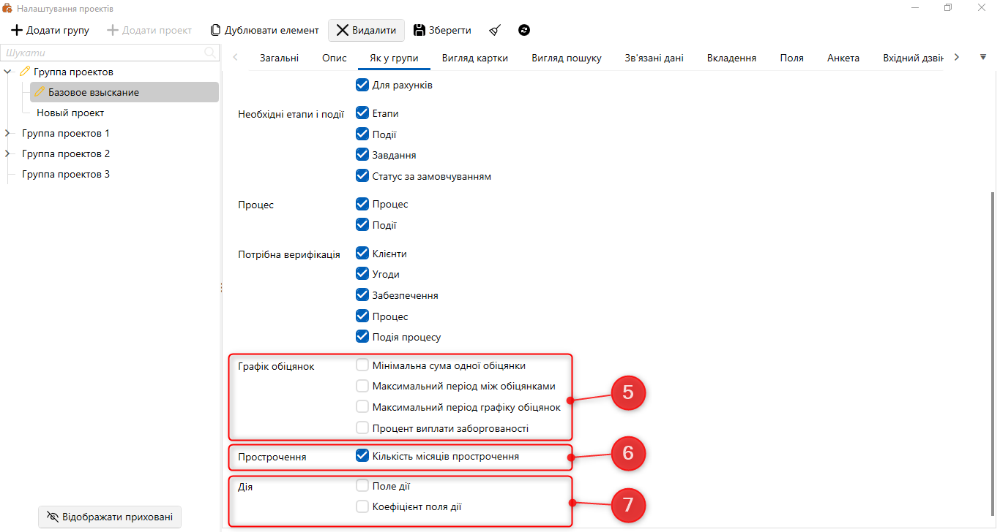 Налаштування проектів
Додати групу Додати проект Дублювати елемент Видалити Зберегти
Шукати
Группа проектов
Базовое взыскание
Новый проект
Группа проектов 1
Группа проектов 2
Группа проектов 3
Відображати приховані
Загальні Опис Як у групи Вигляд картки Вигляд пошуку Зв'язані дані Вкладення Поля Анкета Вхідний дзвін
Для рахунків
Необхідні етапи і події Етапи
Події
Завдання
Статус за замовчуванням
Процес Процес
Події
Потрібна верифікація Клієнти
Угоди
Забезпечення
Процес
Подія процесу
Графік обіцянок Мінімальна сума одної обіцянки
Максимальний період між обіцянками
Максимальний період графіку обіцянок
Процент виплати заборгованості
5
Прострочення Кількість місяців прострочення
6
Дія Поле дії
Коефіцієнт поля дії
7